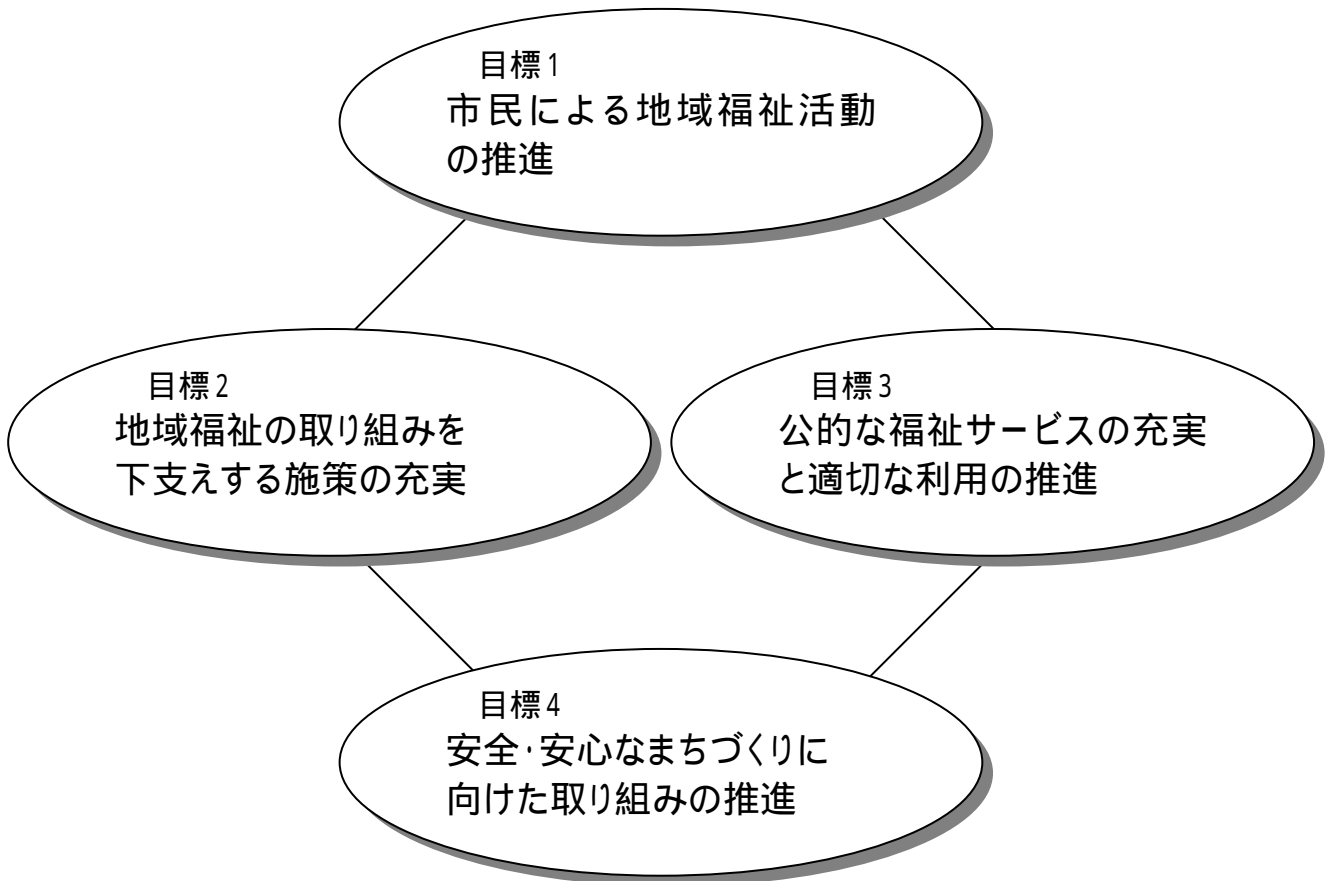 目標1
市民による地域福祉活動
の推進
目標2
地域福祉の取り組みを
下支えする施策の充実
目標3
公的な福祉サービスの充実
と適切な利用の推進
目標4
安全・安心なまちづくりに
向けた取り組みの推進